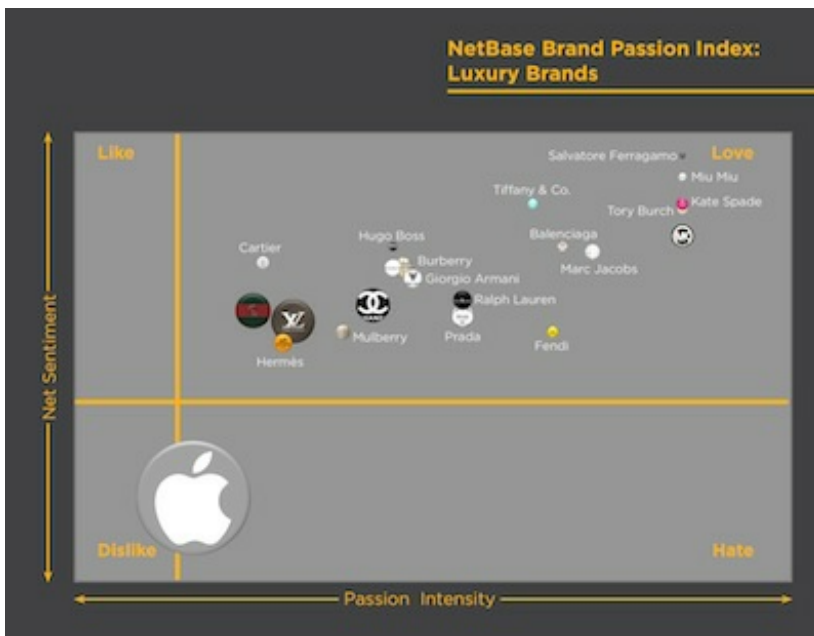 NetBase Brand Passion Index:
Luxury Brands
Like
Love
Salvatore Ferragamo
Miu Miu
Tiffany & Co.
Kate Spade
Tory Burch
MK
Hugo Boss
Balenciaga
Cartier
Burberry
Marc Jacobs
Giorgio Armani
Ralph Lauren
LV
Mulberry
Prada
Fendi
Hermès
Net Sentiment
Dislike
Hate
Passion Intensity